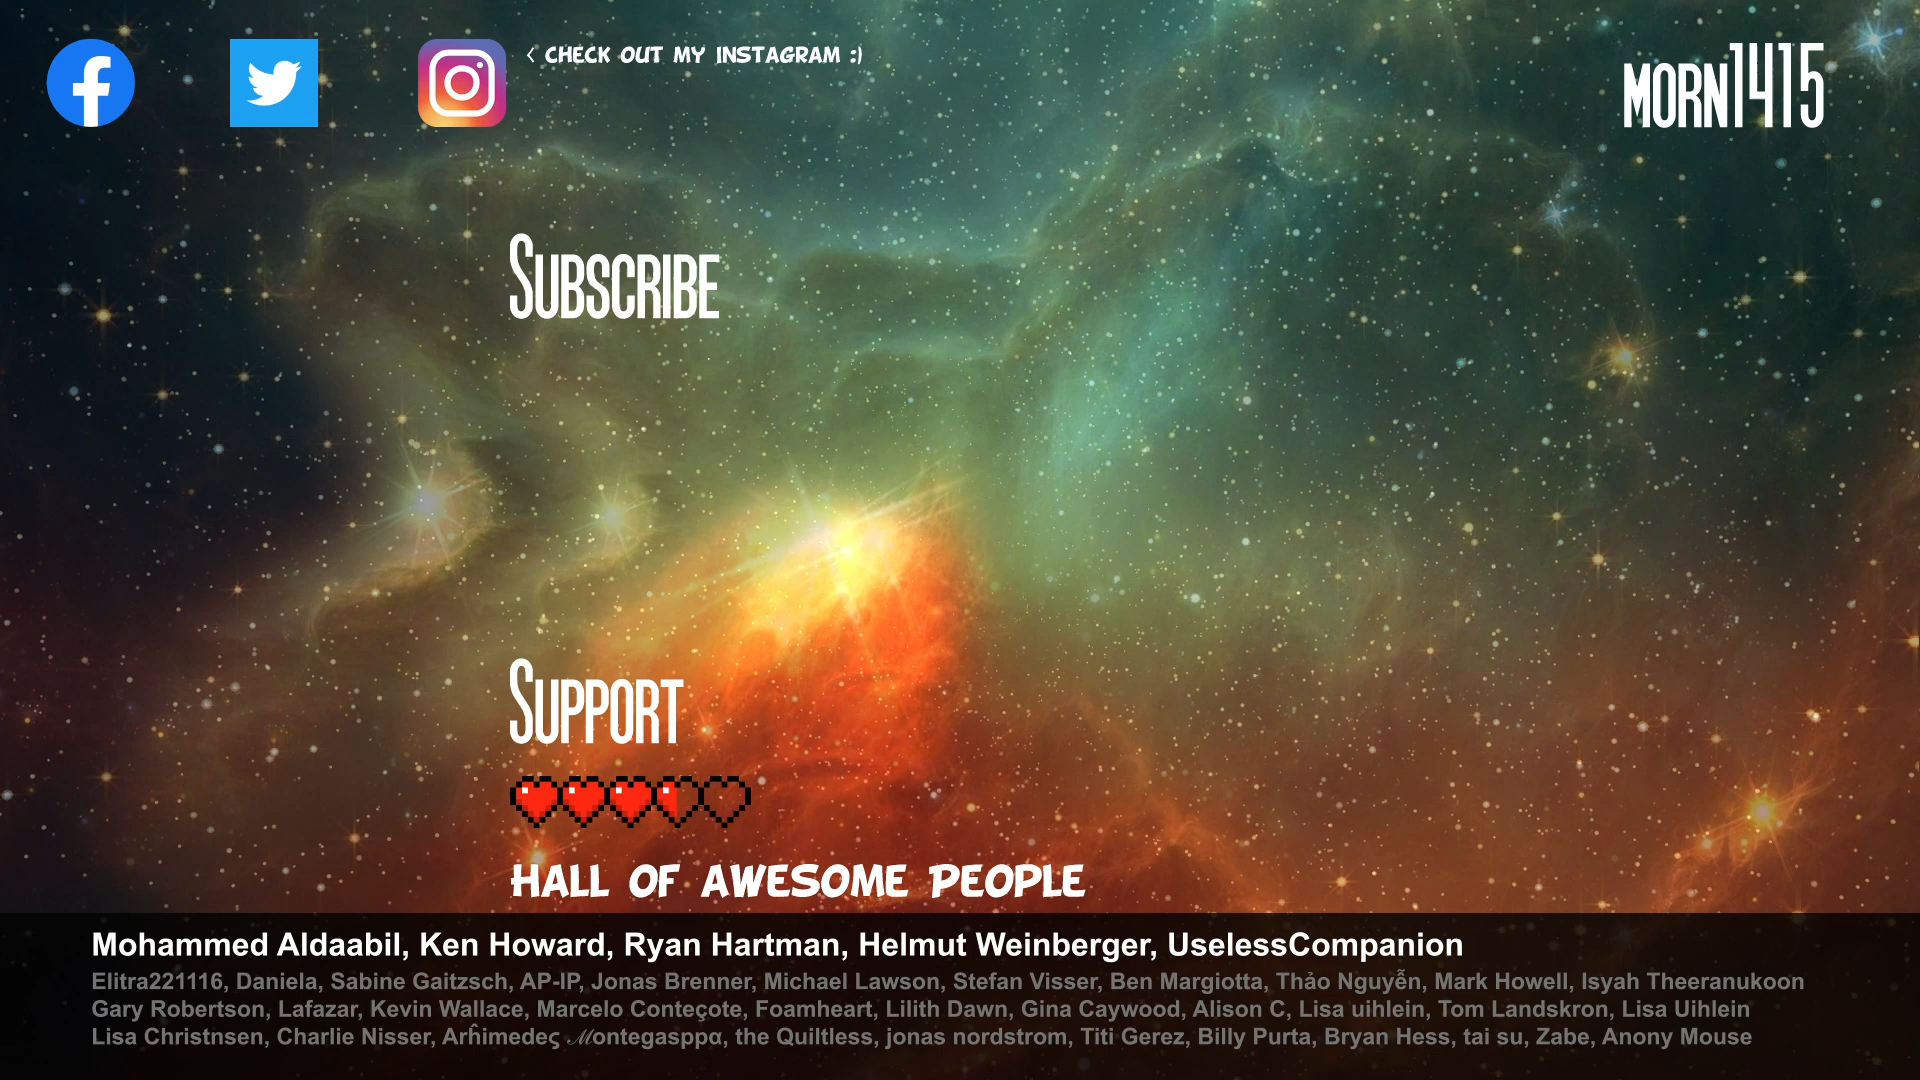 < CHECK OUT MY INSTAGRAM :)
MORN1415
SUBSCRIBE
SUPPORT
HALL OF AWESOME PEOPLE
Mohammed Aldaabil, Ken Howard, Ryan Hartman, Helmut Weinberger, UselessCompanion
Elitra221116, Daniela, Sabine Gaitzsch, AP-IP, Jonas Brenner, Michael Lawson, Stefan Visser, Ben Margiotta, Thảo Nguyễn, Mark Howell, Isyah Theeranukoon
Gary Robertson, Lafazar, Kevin Wallace, Marcelo Conteçote, Foamheart, Lilith Dawn, Gina Caywood, Alison C, Lisa uihlein, Tom Landskron, Lisa Uihlein
Lisa Christnsen, Charlie Nisser, Arĥimedeς ℳontegasppα, the Quiltless, jonas nordstrom, Titi Gerez, Billy Purta, Bryan Hess, tai su, Zabe, Anony Mouse